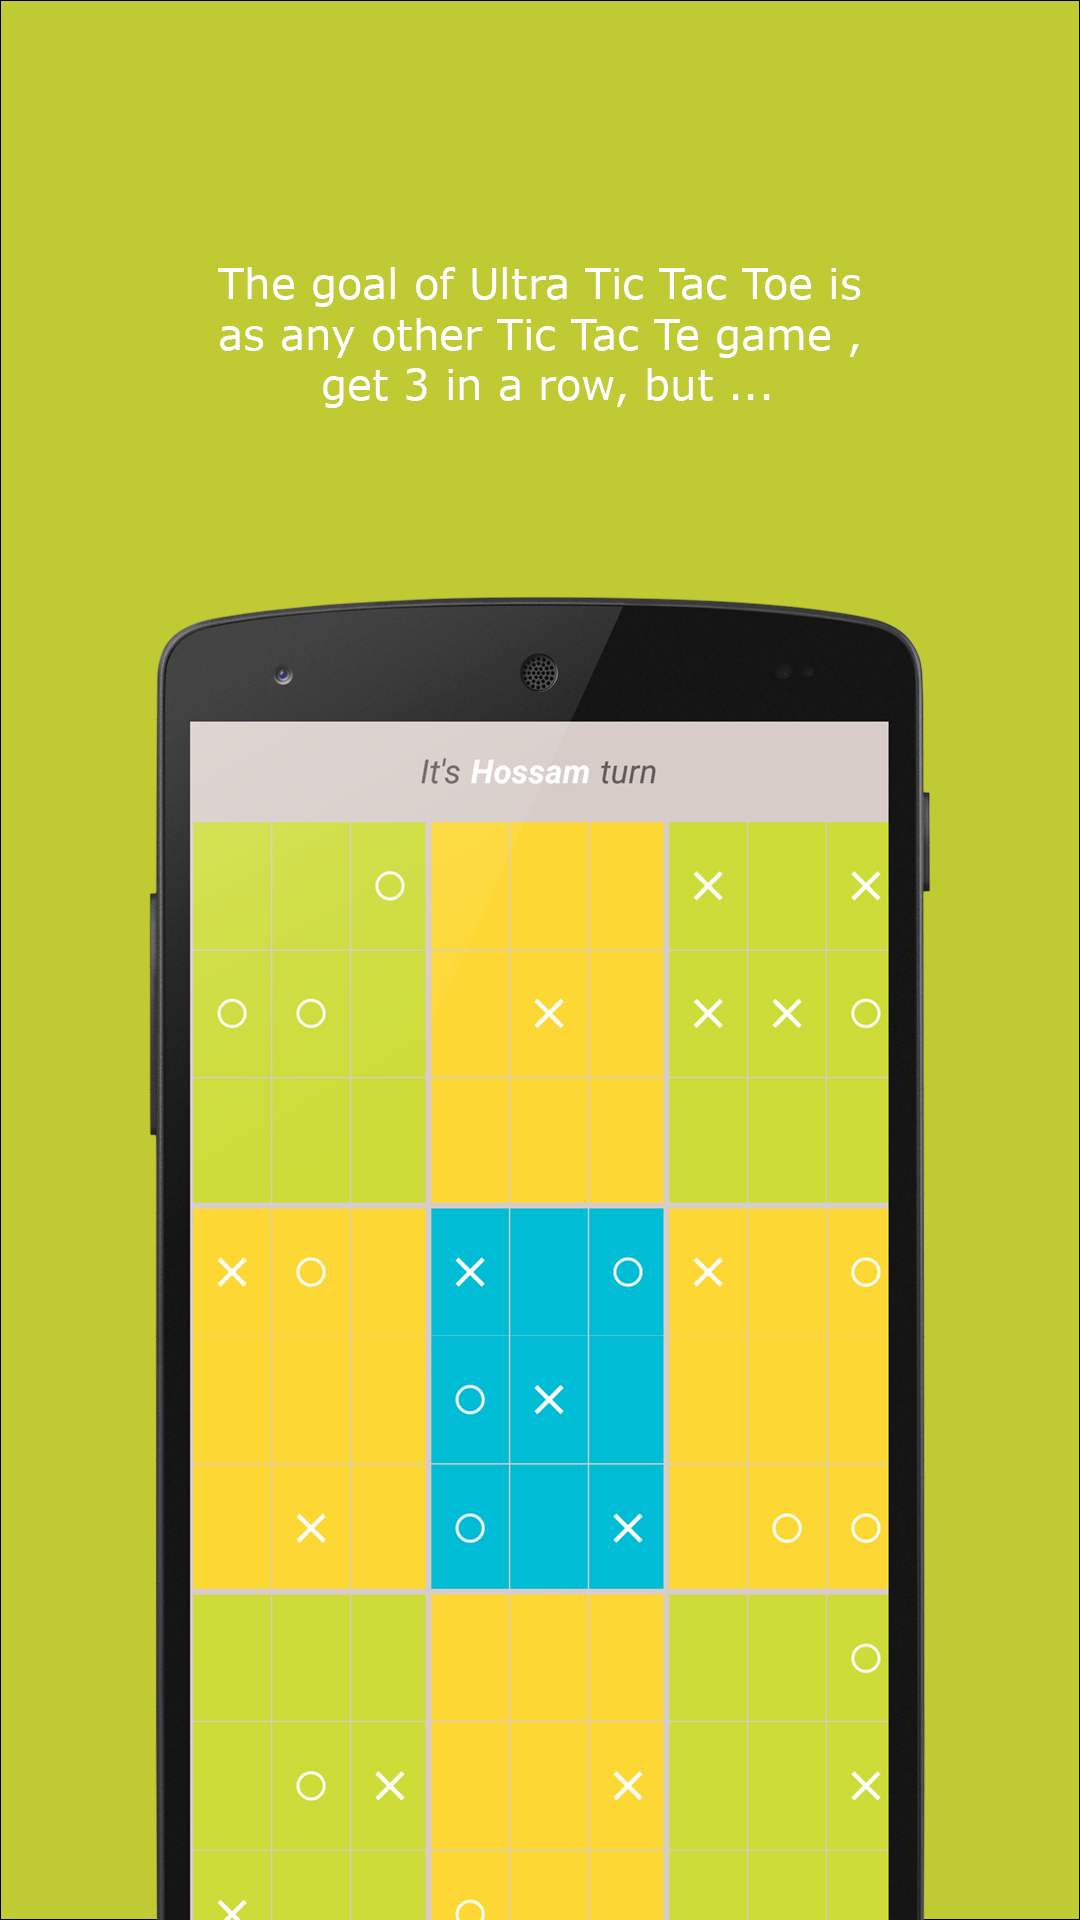 The goal of Ultra Tic Tac Toe is
as any other Tic Tac Te game ,
get 3 in a row, but ...
It's Hossam turn
O X X
O O X X X O
X O X O X O
O X
X O X O O
O
O X X X
X O